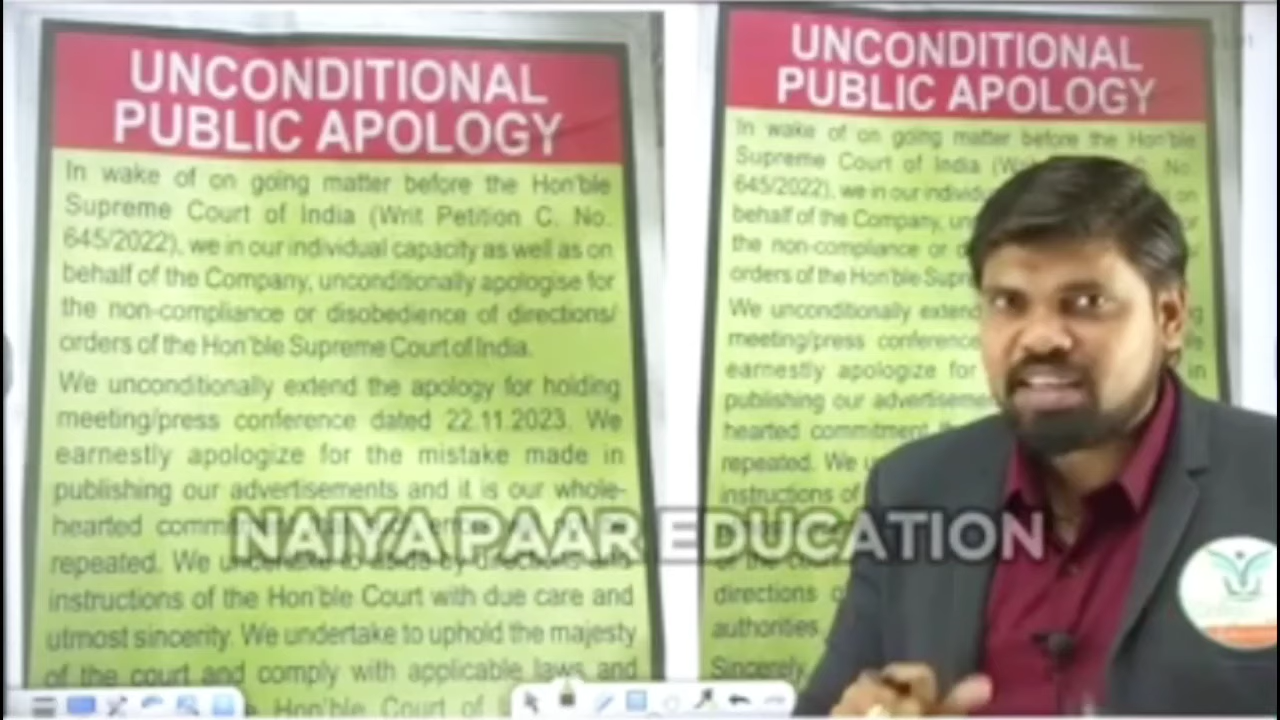 UNCONDITIONAL
PUBLIC APOLOGY
In wake of on going matter before the Hon'ble
Supreme Court of India (Writ Petition C. No.
645/2022), we in our individual capacity as well as on
behalf of the Company, unconditionally apologise for
the non-compliance or disobedience of directions/
orders of the Hon'ble Supreme Court of India.
We unconditionally extend the apology for holding
meeting/press conference dated 22.11.2023. We
earnestly apologize for the mistake made in
publishing our advertisements and it is our whole-
hearted
repeated. We
instructions of the Hon'ble Court with due care and
utmost sincerity. We undertake to uphold the majesty
of the court and comply with applicable laws and
Hon'ble Court of
UNCONDITIONAL
PUBLIC APOLOGY
In wake of on going matter before the Hon'ble
Supreme Court of India C. No.
645/2022), we in our on
behalf of the Company,
the non-compliance or
orders of the Hon'ble
We unconditionally extend
meeting/press conference
earnestly apologize for in
publishing our
hearted commitment
repeated. We
instructions of
directions
authorities
Sincerely
NAIYA PAAR EDUCATION